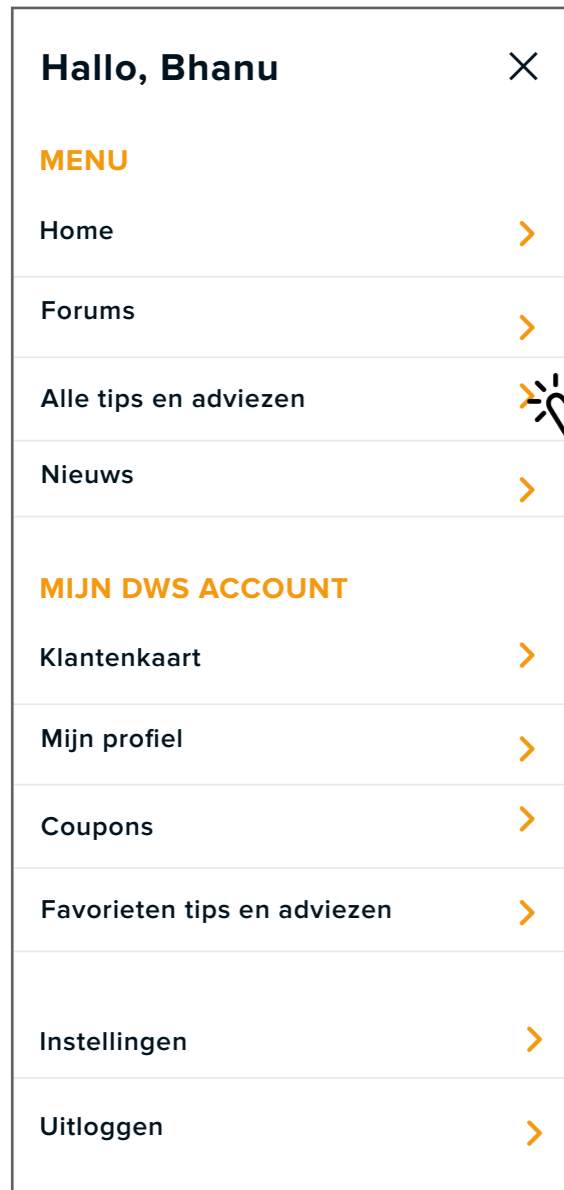 Hallo, Bhanu
MENU
Home
Forums
Alle tips en adviezen
Nieuws
MIJN DWS ACCOUNT
Klantenkaart
Mijn profiel
Coupons
Favorieten tips en adviezen
Instellingen
Uitloggen